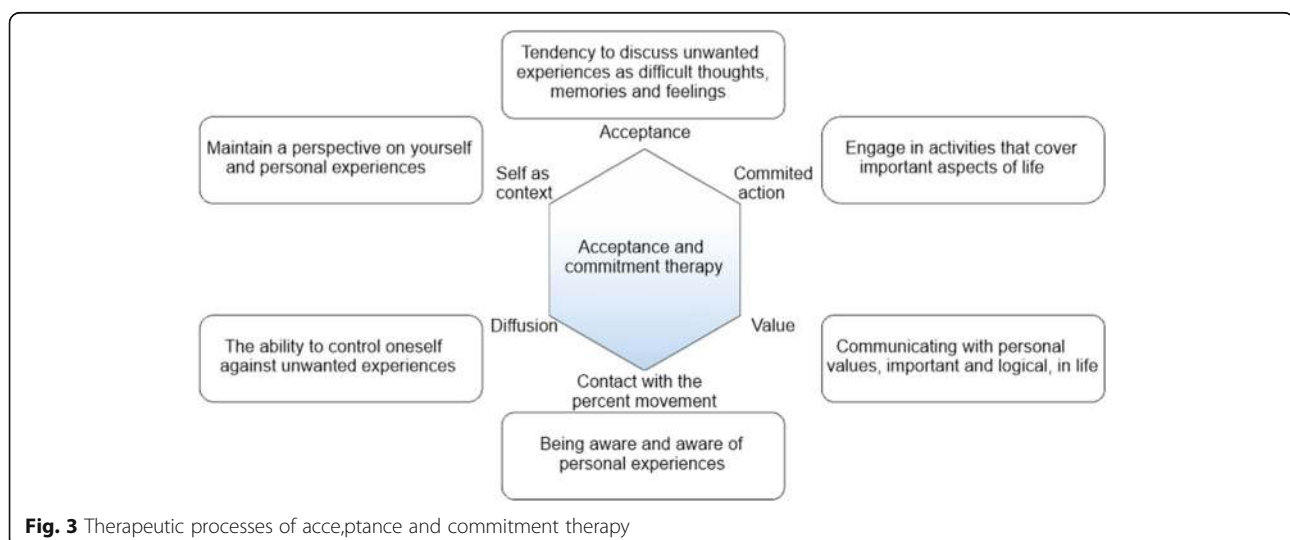 Tendency to discuss unwanted
experiences as difficult thoughts,
memories and feelings
Acceptance
Maintain a perspective on yourself
and personal experiences
Self as
context
Commited
action
Engage in activities that cover
important aspects of life
Acceptance and
commitment therapy
The ability to control oneself
against unwanted experiences
Diffusion
Value
Communicating with personal
values, important and logical, in life
Contact with the
percent movement
Being aware and aware of
personal experiences
Fig. 3 Therapeutic processes of acce,ptance and commitment therapy